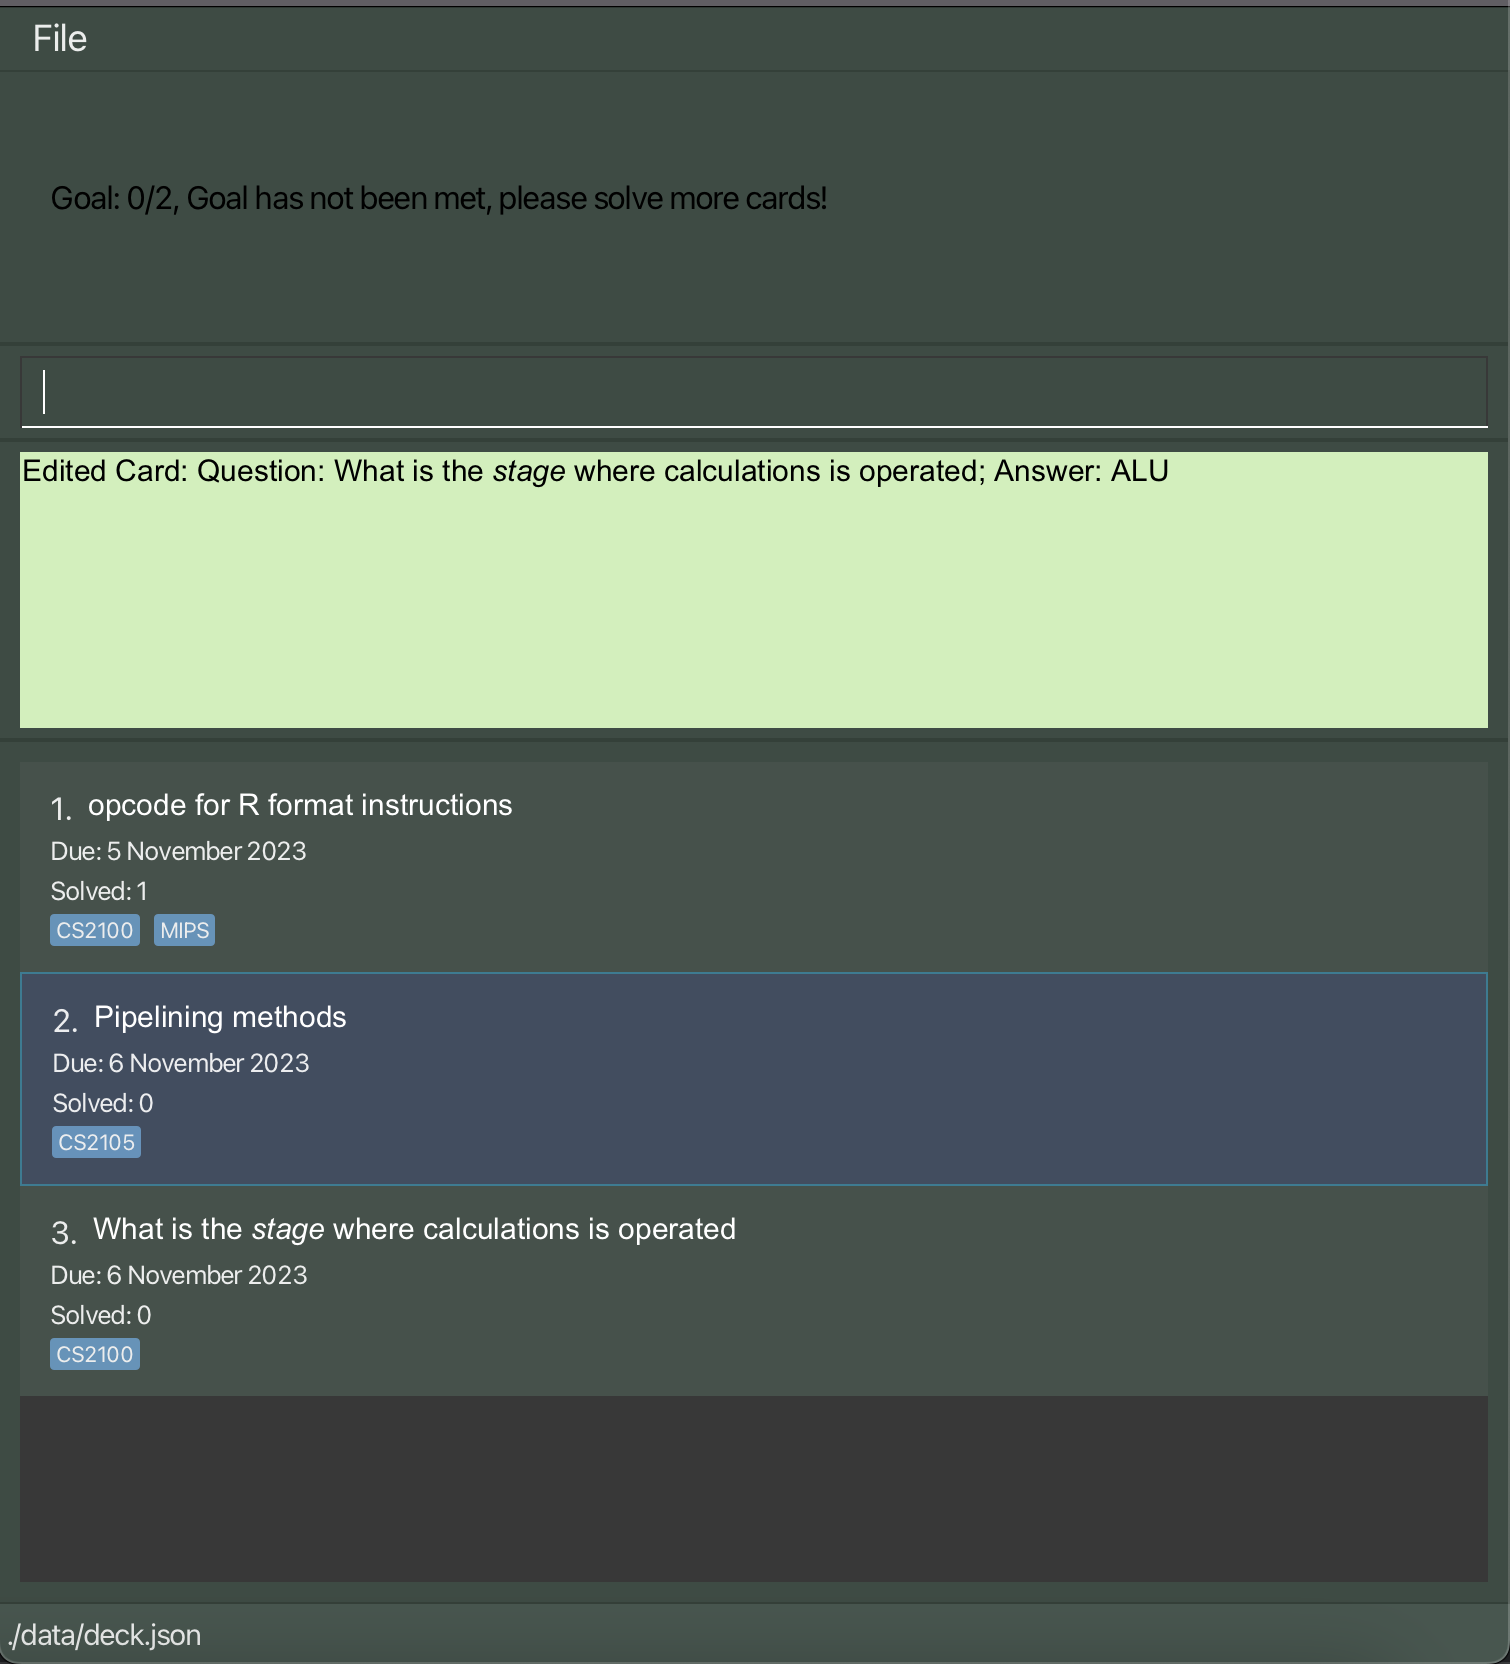 File
Goal: 0/2, Goal has not been met, please solve more cards!
Edited Card: Question: What is the stage where calculations is operated; Answer: ALU
1. opcode for R format instructions
Due: 5 November 2023
Solved: 1
CS2100 MIPS
2. Pipelining methods
Due: 6 November 2023
Solved: 0
CS2105
3. What is the stage where calculations is operated
Due: 6 November 2023
Solved: 0
CS2100
./data/deck.json